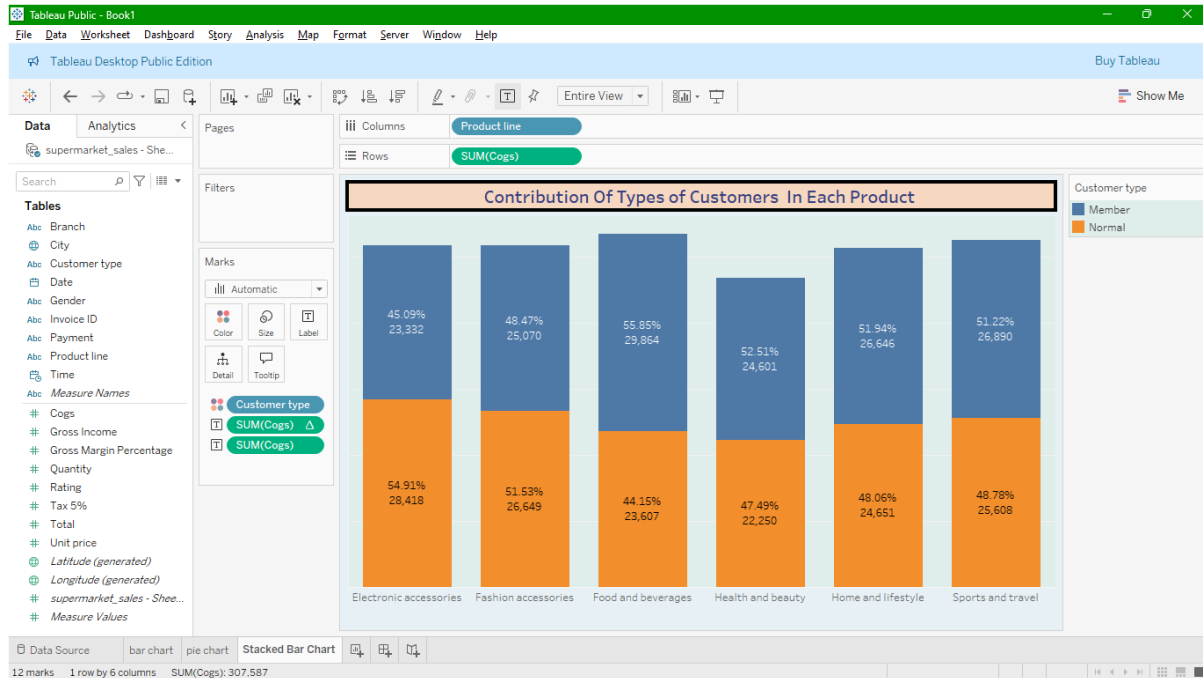 Tableau Public - Book1
File Data Worksheet Dashboard Story Analysis Map Format Server Window Help
Tableau Desktop Public Edition
Buy Tableau
Entire View
Show Me
Data
Analytics
supermarket_sales - She...
Search
Tables
Abc Branch
City
Abc Customer type
Date
Abc Gender
Abc Invoice ID
Abc Payment
Abc Product line
Time
Abc Measure Names
Cogs
Gross Income
Gross Margin Percentage
Quantity
Rating
Tax 5%
Total
Unit price
Latitude (generated)
Longitude (generated)
supermarket_sales - Shee...
Measure Values
Pages
Filters
Marks
Automatic
Color Size Label
Detail Tooltip
Customer type
SUM(Cogs)
SUM(Cogs)
Columns Product line
Rows SUM(Cogs)
Contribution Of Types of Customers In Each Product
45.09%
23,332
48.47%
25,070
55.85%
29,864
52.51%
24,601
51.94%
26,646
51.22%
26,890
54.91%
28,418
51.53%
26,649
44.15%
23,607
47.49%
22,250
48.06%
24,651
48.78%
25,608
Electronic accessories Fashion accessories Food and beverages Health and beauty Home and lifestyle Sports and travel
Customer type
Member
Normal
Data Source bar chart pie chart Stacked Bar Chart
12 marks 1 row by 6 columns SUM(Cogs): 307,587